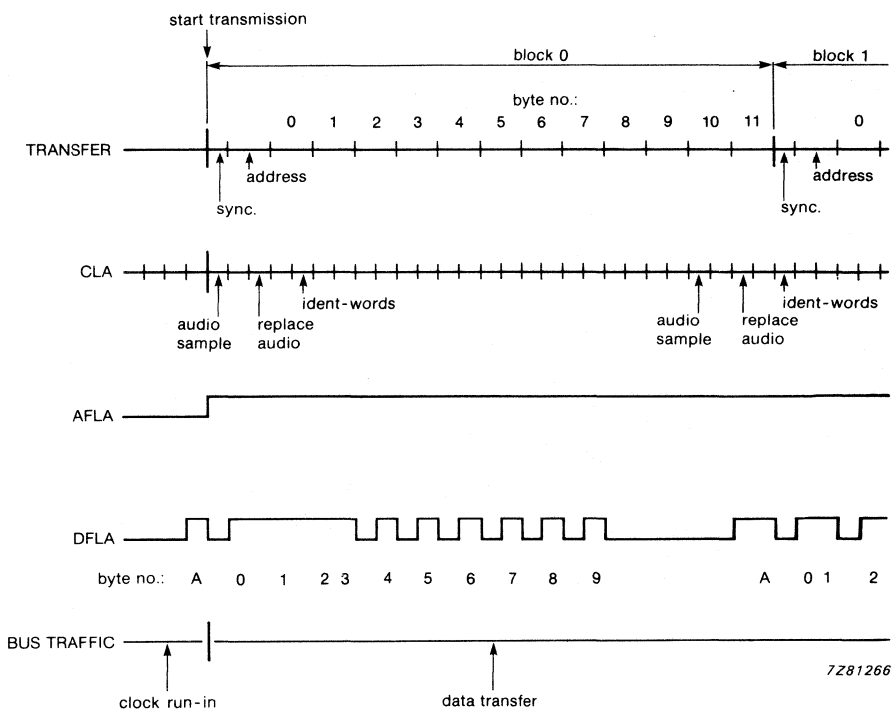 start transmission
block 0
block 1
byte no.:
0 1 2 3 4 5 6 7 8 9 10 11 0
TRANSFER
address
address
sync.
sync.
CLA
ident-words
ident-words
audio sample
replace audio
audio sample
replace audio
AFLA
DFLA
byte no.: A 0 1 2 3 4 5 6 7 8 9 A 0 1 2
BUS TRAFFIC
7Z81266
clock run-in
data transfer